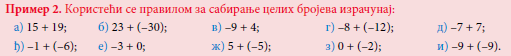 Пример 2. Користећи се правилом за сабирање целих бројева израчунај:
а) 15 + 19; б) 23 + (−30); в) −9 + 4; г) −8 + (−12); д) −7 + 7;
ђ) −1 + (−6); е) −3 + 0; ж) 5 + (−5); з) 0 + (−2); и) −9 + (−9).